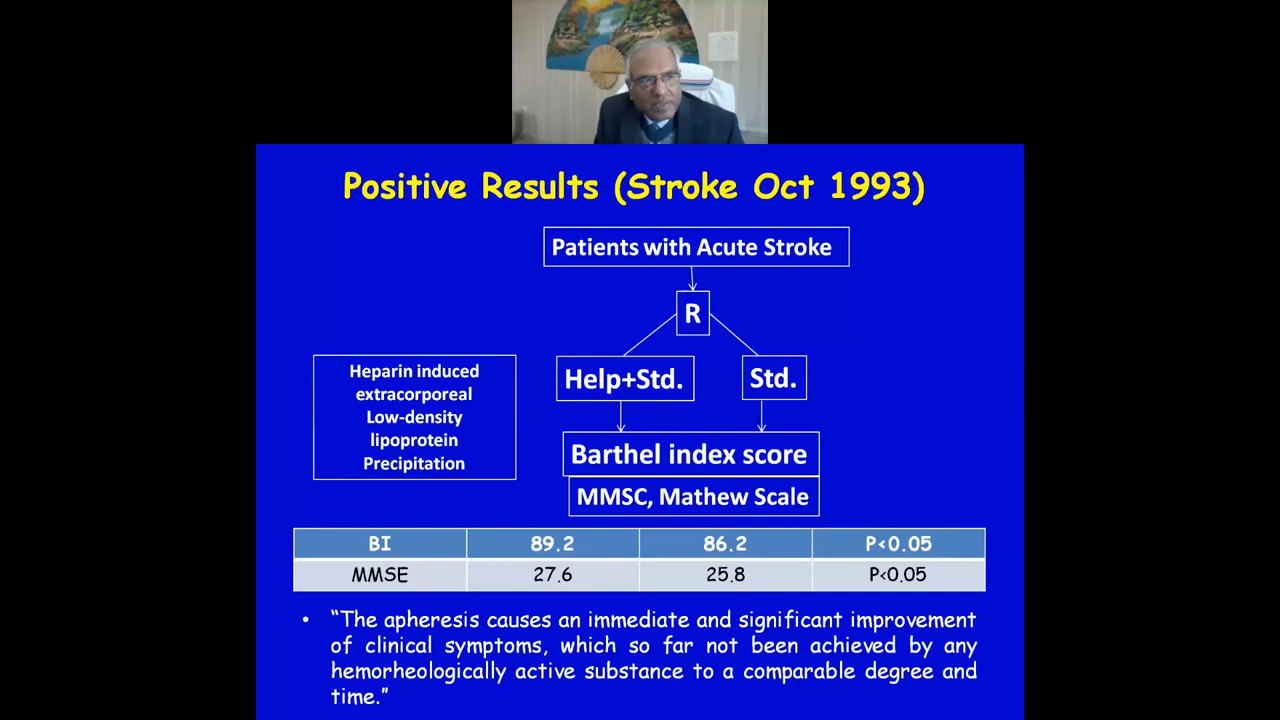 Positive Results (Stroke Oct 1993)
Patients with Acute Stroke
R
Help+Std.
Std.
Heparin induced
extracorporeal
Low-density
lipoprotein
Precipitation
Barthel index score
MMSC, Mathew Scale
BI 89.2 86.2 P<0.05
MMSE 27.6 25.8 P<0.05
• “The apheresis causes an immediate and significant improvement
of clinical symptoms, which so far not been achieved by any
hemorheologically active substance to a comparable degree and
time.”